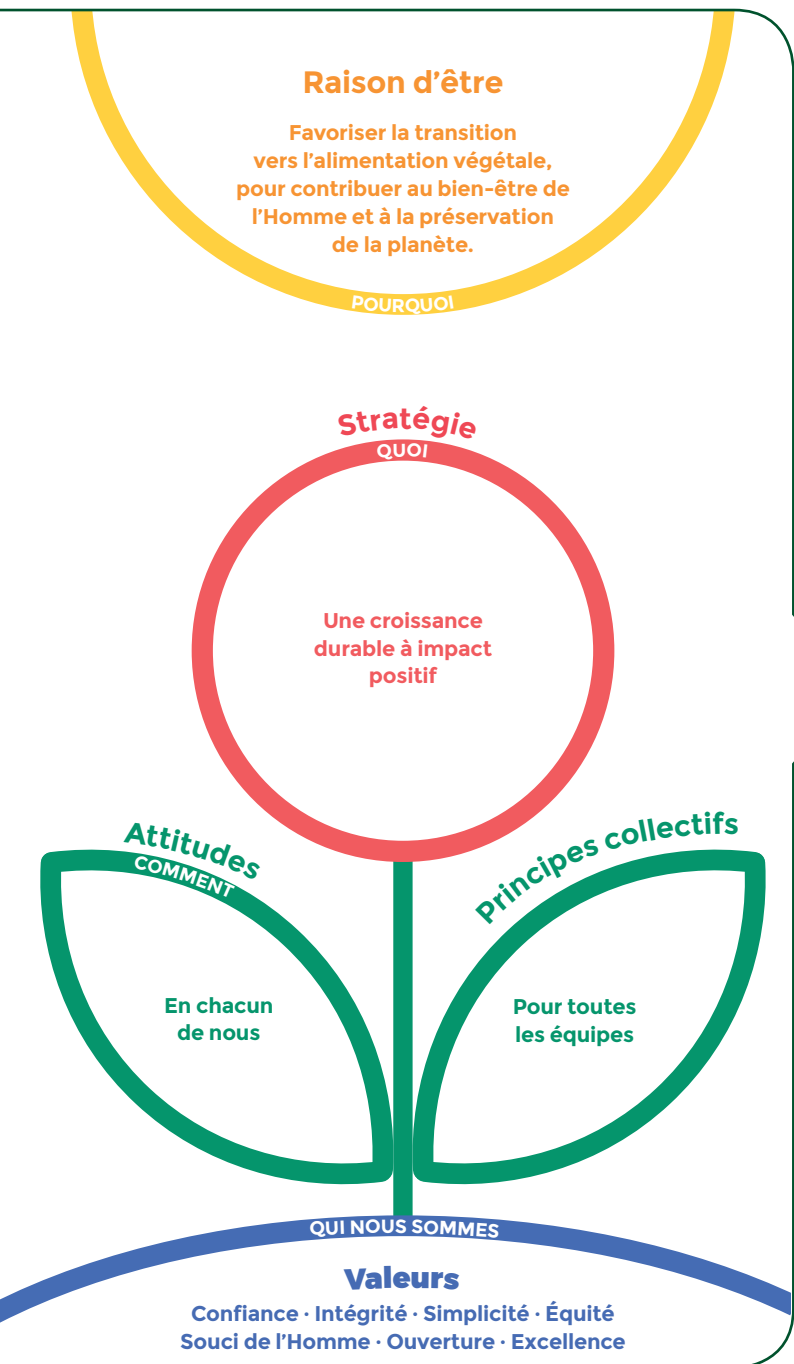 Raison d’être
Favoriser la transition
vers l’alimentation végétale,
pour contribuer au bien-être de
l’Homme et à la préservation
de la planète.
POURQUOI
Stratégie
QUOI
Une croissance
durable à impact
positif
Attitudes
COMMENT
En chacun
de nous
Principes collectifs
Pour toutes
les équipes
QUI NOUS SOMMES
Valeurs
Confiance · Intégrité · Simplicité · Équité
Souci de l’Homme · Ouverture · Excellence